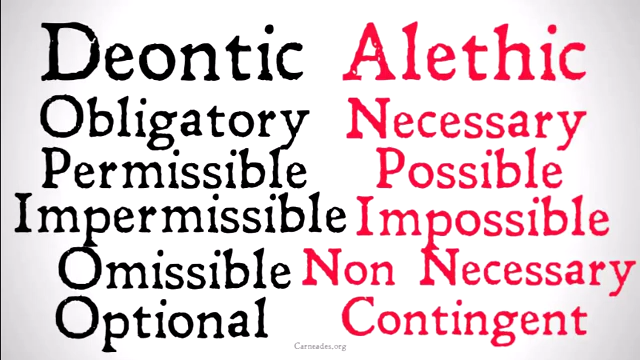 Deontic Alethic
Obligatory Necessary
Permissible Possible
Impermissible Impossible
Omissible Non Necessary
Optional Contingent
Carneades.org